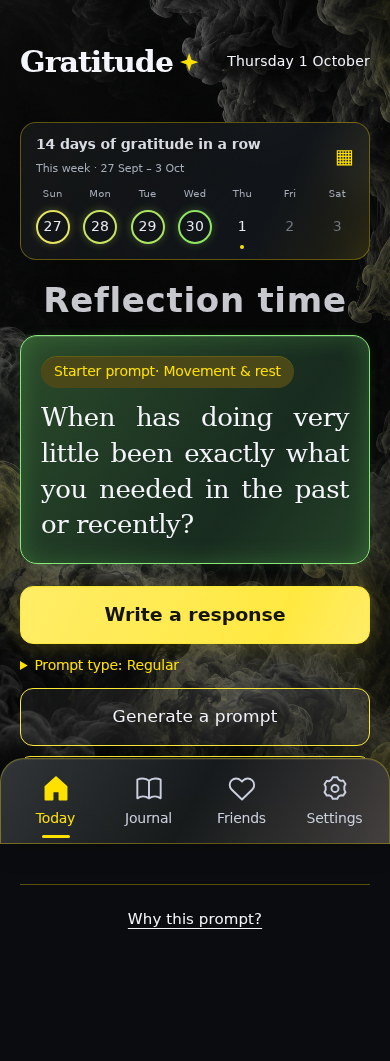 Gratitude
Thursday 1 October
14 days of gratitude in a row
This week · 27 Sept – 3 Oct
Sun Mon Tue Wed Thu Fri Sat
27 28 29 30 1 2 3
Reflection time
Starter prompt· Movement & rest
When has doing very
little been exactly what
you needed in the past
or recently?
Write a response
Prompt type: Regular
Generate a prompt
Today Journal Friends Settings
Why this prompt?